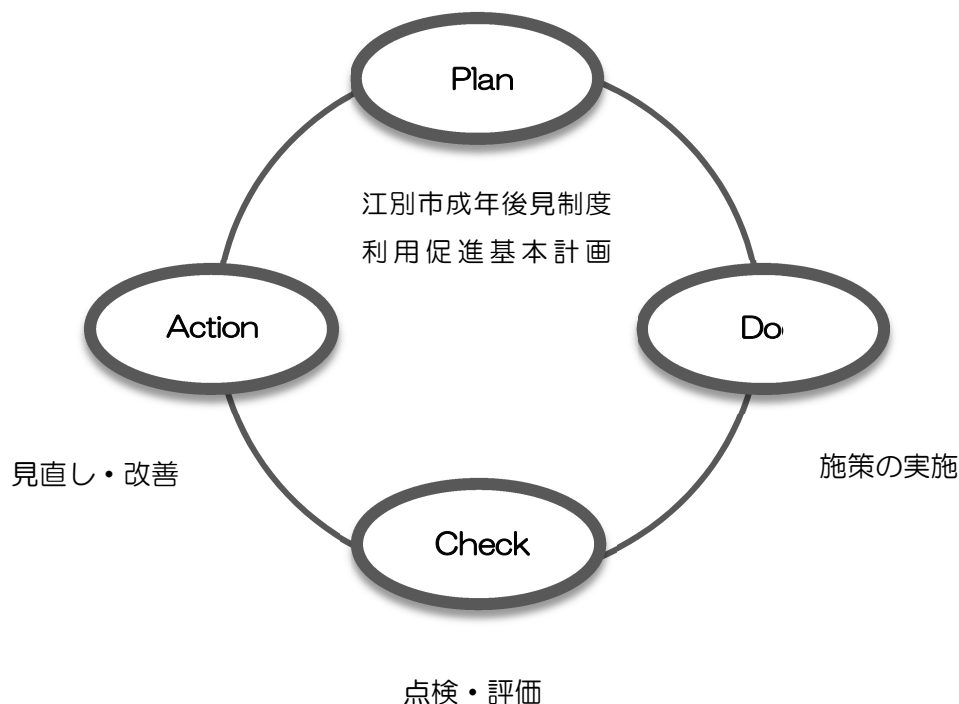 Plan
江別市成年後見制度
利用促進基本計画
Action
Do
見直し・改善
施策の実施
Check
点検・評価